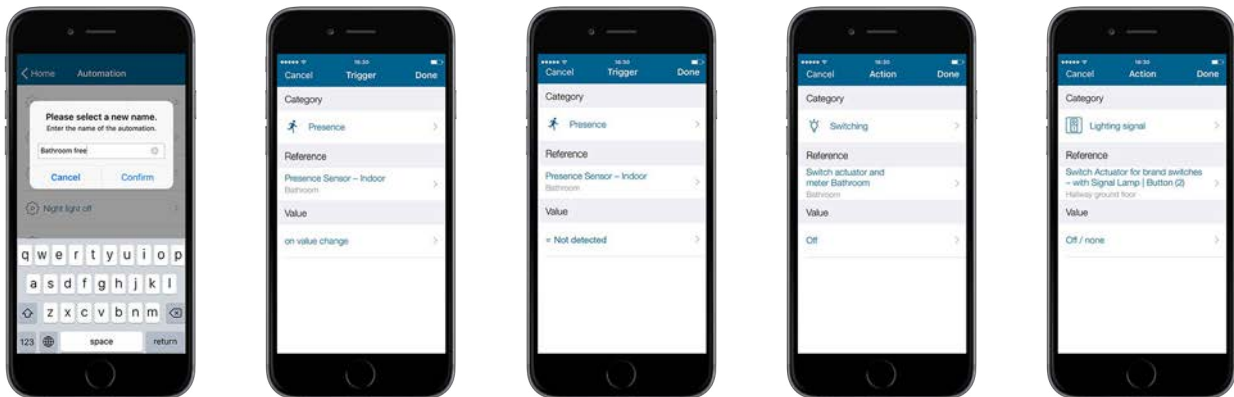 Home Automation
Please select a new name.
Enter the name of the automation.
Bathroom free
Cancel Confirm
Night light off
q w e r t y u i o p
a s d f g h j k l
z x c v b n m
123 space return
16:30
Cancel Trigger Done
Category
Presence
Reference
Presence Sensor – Indoor
Bathroom
Value
on value change
16:30
Cancel Trigger Done
Category
Presence
Reference
Presence Sensor – Indoor
Bathroom
Value
= Not detected
16:30
Cancel Action Done
Category
Switching
Reference
Switch actuator and
meter Bathroom
Bathroom
Value
Off
16:30
Cancel Action Done
Category
Lighting signal
Reference
Switch Actuator for brand switches
– with Signal Lamp | Button (2)
Hallway ground floor
Value
Off / none